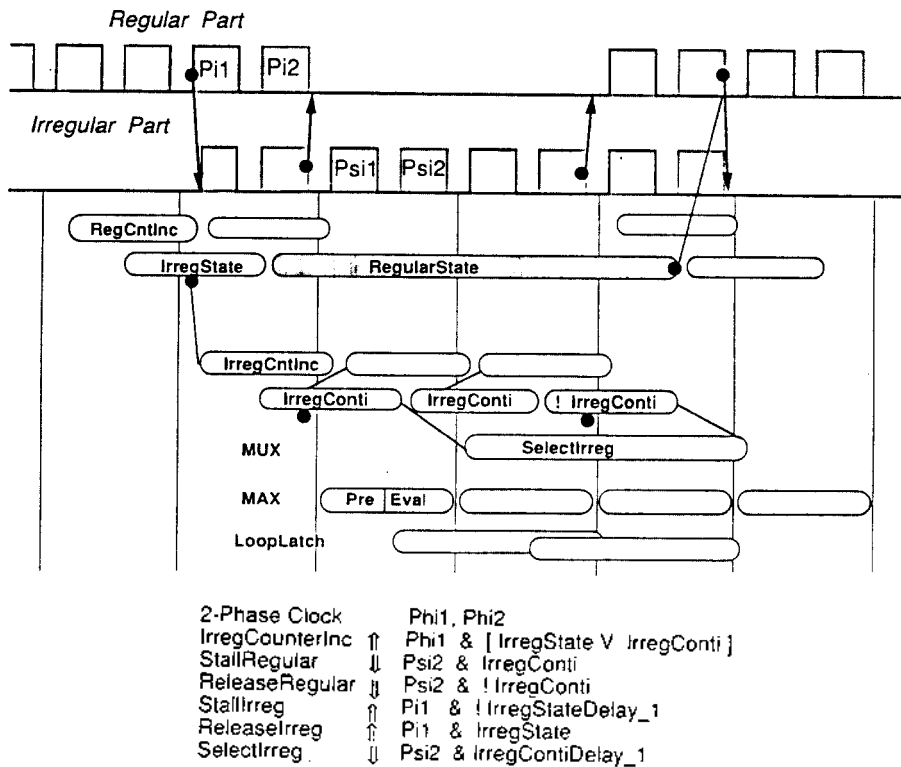 Regular Part
Pi1 Pi2
Irregular Part
Psi1 Psi2
RegCntInc
IrregState RegularState
IrregCntInc
IrregConti IrregConti ! IrregConti
MUX SelectIrreg
MAX Pre Eval
LoopLatch
2-Phase Clock Phi1, Phi2
IrregCounterInc ⇑ Phi1 & [ IrregState V IrregConti ]
StallRegular ⇓ Psi2 & IrregConti
ReleaseRegular ⇓ Psi2 & ! IrregConti
StallIrreg ⇑ Pi1 & ! IrregStateDelay_1
ReleaseIrreg ⇑ Pi1 & IrregState
SelectIrreg ⇓ Psi2 & IrregContiDelay_1